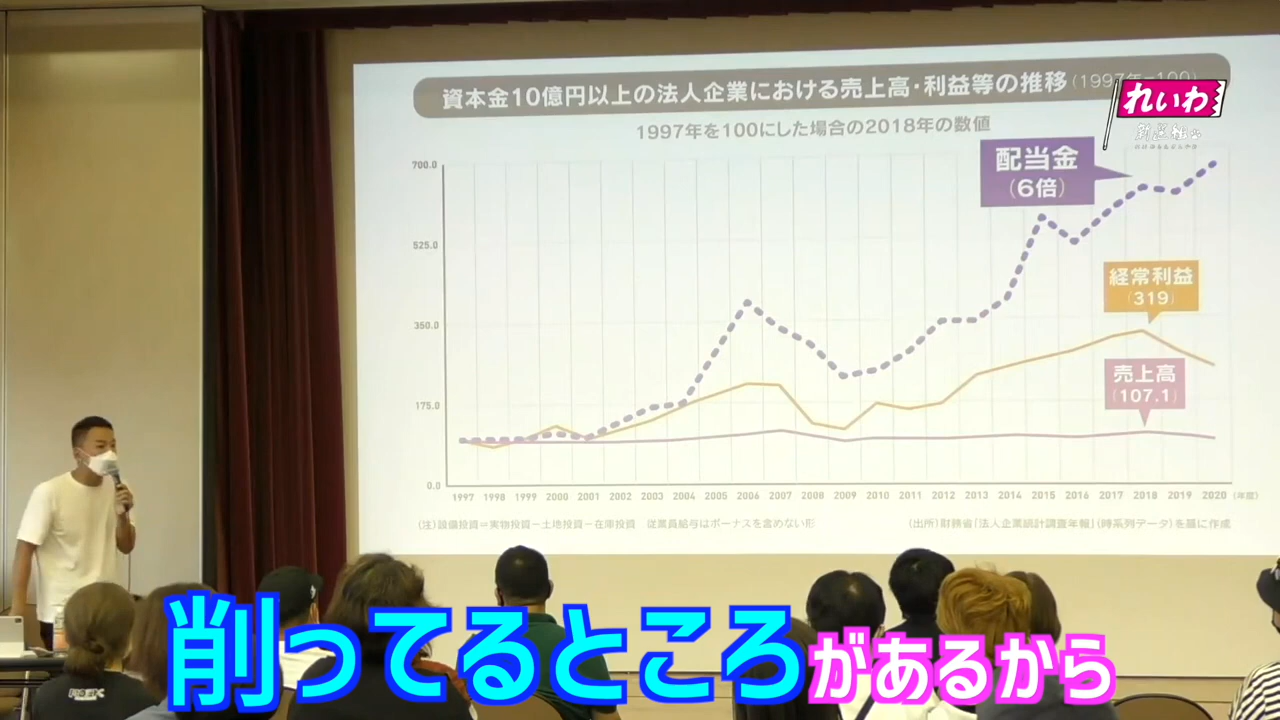 資本金10億円以上の法人企業における売上高・利益等の推移(1997年=100)
れいわ
1997年を100にした場合の2018年の数値
700.0
配当金
(6倍)
525.0
経常利益
(319)
350.0
売上高
(107.1)
175.0
0.0
1997 1998 1999 2000 2001 2002 2003 2004 2005 2006 2007 2008 2009 2010 2011 2012 2013 2014 2015 2016 2017 2018 2019 2020 (年度)
(注)設備投資=実物投資-土地投資-在庫投資 従業員給与はボーナスを含めない形
(出所)財務省「法人企業統計調査年報」(時系列データ)を基に作成
削ってるところがあるから